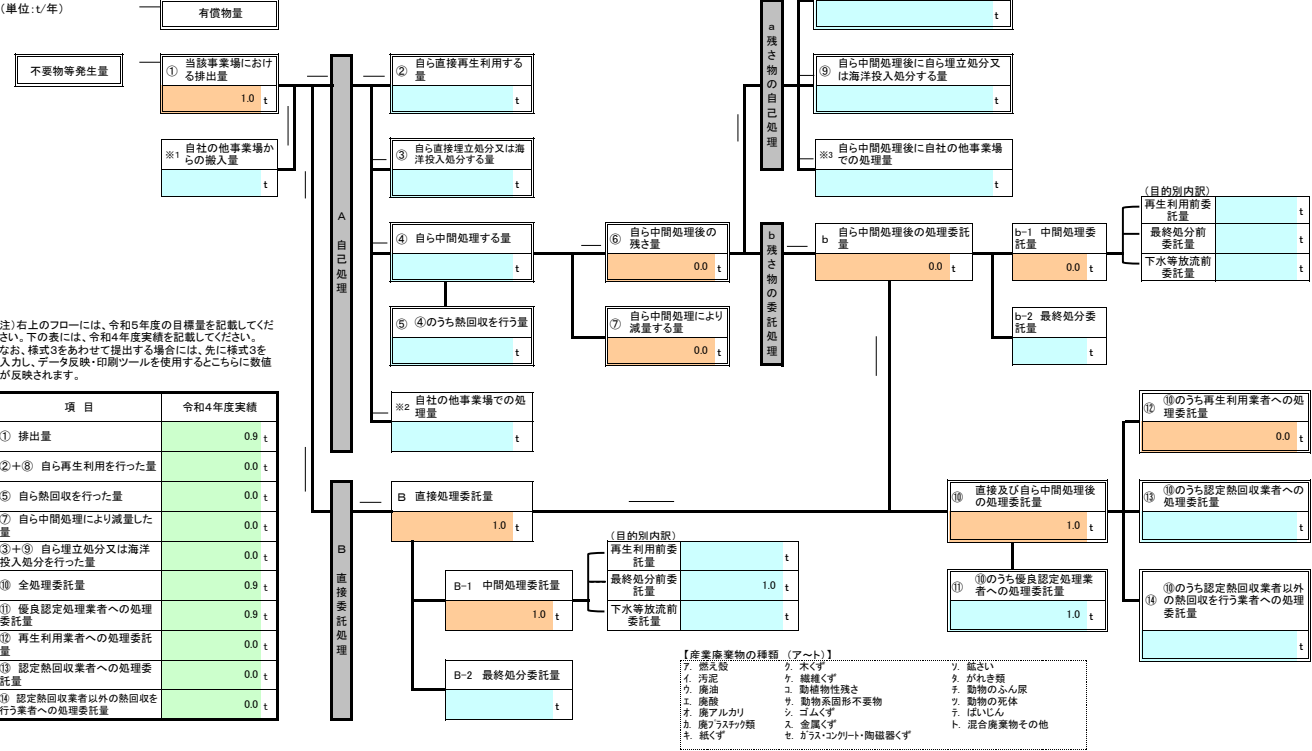 (単位:t/年)
有償物量
不要物等発生量
① 当該事業場におけ
る排出量
1.0 t
※1 自社の他事業場か
らの搬入量
t
A 自己処理
② 自ら直接再生利用する
量
t
③ 自ら直接埋立処分又は海
洋投入処分する量
t
④ 自ら中間処理する量
t
⑤ ④のうち熱回収を行う量
t
※2 自社の他事業場での処
理量
t
⑥ 自ら中間処理後の
残さ量
0.0 t
⑦ 自ら中間処理により
減量する量
0.0 t
a 残さ物の自己処理
t
⑨ 自ら中間処理後に自ら埋立処分又
は海洋投入処分する量
t
※3 自ら中間処理後に自社の他事業場
での処理量
t
b 残さ物の委託処理
b 自ら中間処理後の処理委託
量
0.0 t
b-1 中間処理委
託量
0.0 t
b-2 最終処分委
託量
t
(目的別内訳)
再生利用前委
託量 t
最終処分前
委託量 t
下水等放流前
委託量 t
注)右上のフローには、令和5年度の目標量を記載してくだ
さい。下の表には、令和4年度実績を記載してください。
なお、様式3をあわせて提出する場合には、先に様式3を
入力し、データ反映・印刷ツールを使用するとこちらに数値
が反映されます。
項 目 令和4年度実績
① 排出量 0.9 t
②+⑧ 自ら再生利用を行った量 0.0 t
⑤ 自ら熱回収を行った量 0.0 t
⑦ 自ら中間処理により減量した
量 0.0 t
③+⑨ 自ら埋立処分又は海洋
投入処分を行った量 0.0 t
⑩ 全処理委託量 0.9 t
⑪ 優良認定処理業者への処理
委託量 0.9 t
⑫ 再生利用業者への処理委託
量 0.0 t
⑬ 認定熱回収業者への処理委
託量 0.0 t
⑭ 認定熱回収業者以外の熱回収を
行う業者への処理委託量 0.0 t
B 直接委託処理
B 直接処理委託量
1.0 t
B-1 中間処理委託量
1.0 t
B-2 最終処分委託量
t
(目的別内訳)
再生利用前委
託量 t
最終処分前委
託量 1.0 t
下水等放流前
委託量 t
⑩ 直接及び自ら中間処理後
の処理委託量
1.0 t
⑪ ⑩のうち優良認定処理業
者への処理委託量
1.0 t
⑫ ⑩のうち再生利用業者への処
理委託量
0.0 t
⑬ ⑩のうち認定熱回収業者への
処理委託量
t
⑭ ⑩のうち認定熱回収業者以外
の熱回収を行う業者への処理
委託量
t
【産業廃棄物の種類 (ア～ト)】
ア. 燃え殻
イ. 汚泥
ウ. 廃油
エ. 廃酸
オ. 廃アルカリ
カ. 廃プラスチック類
キ. 紙くず
ク. 木くず
ケ. 繊維くず
コ. 動植物性残さ
サ. 動物系固形不要物
シ. ゴムくず
ス. 金属くず
セ. ガラス・コンクリート・陶磁器くず
ソ. 鉱さい
タ. がれき類
チ. 動物のふん尿
ツ. 動物の死体
テ. ばいじん
ト. 混合廃棄物その他